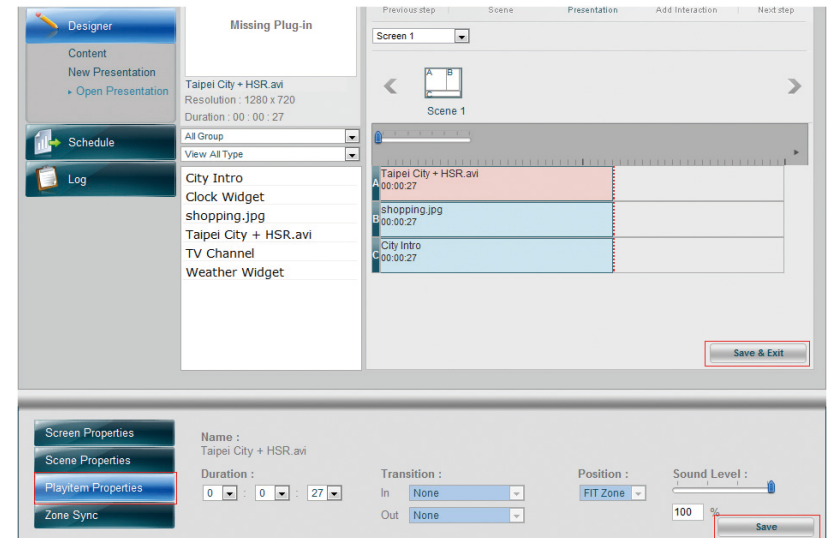 Previous step Scene Presentation Add Interaction Next step
Designer
Content
New Presentation
Open Presentation
Schedule
Log
Missing Plug-in
Taipei City + HSR.avi
Resolution : 1280 x 720
Duration : 00 : 00 : 27
All Group
View All Type
City Intro
Clock Widget
shopping.jpg
Taipei City + HSR.avi
TV Channel
Weather Widget
Screen 1
A B
C
Scene 1
A Taipei City + HSR.avi
00:00:27
B shopping.jpg
00:00:27
C City Intro
00:00:27
Save & Exit
Screen Properties
Scene Properties
Playitem Properties
Zone Sync
Name :
Taipei City + HSR.avi
Duration :
0 : 0 : 27
Transition :
In None
Out None
Position :
FIT Zone
Sound Level :
100 %
Save